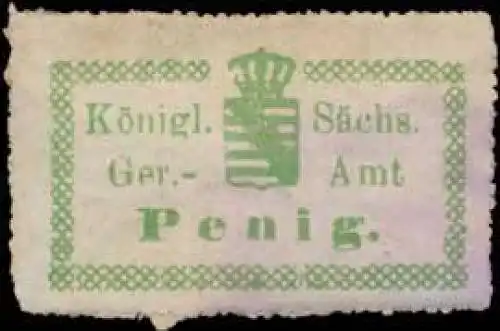 Königl. Sächs.
Ger.- Amt
Penig.